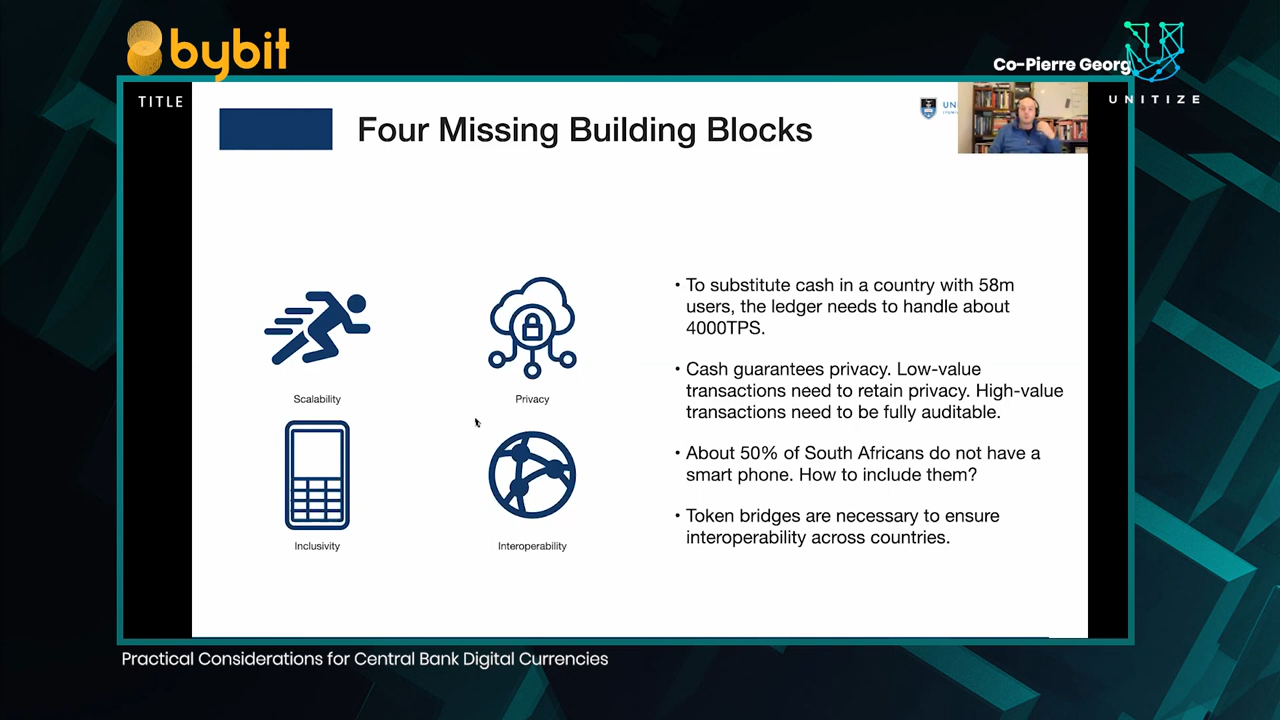 bybit
Co-Pierre Georg
UNITIZE
TITLE
Four Missing Building Blocks
Scalability
Privacy
Inclusivity
Interoperability
• To substitute cash in a country with 58m
users, the ledger needs to handle about
4000TPS.
• Cash guarantees privacy. Low-value
transactions need to retain privacy. High-value
transactions need to be fully auditable.
• About 50% of South Africans do not have a
smart phone. How to include them?
• Token bridges are necessary to ensure
interoperability across countries.
Practical Considerations for Central Bank Digital Currencies